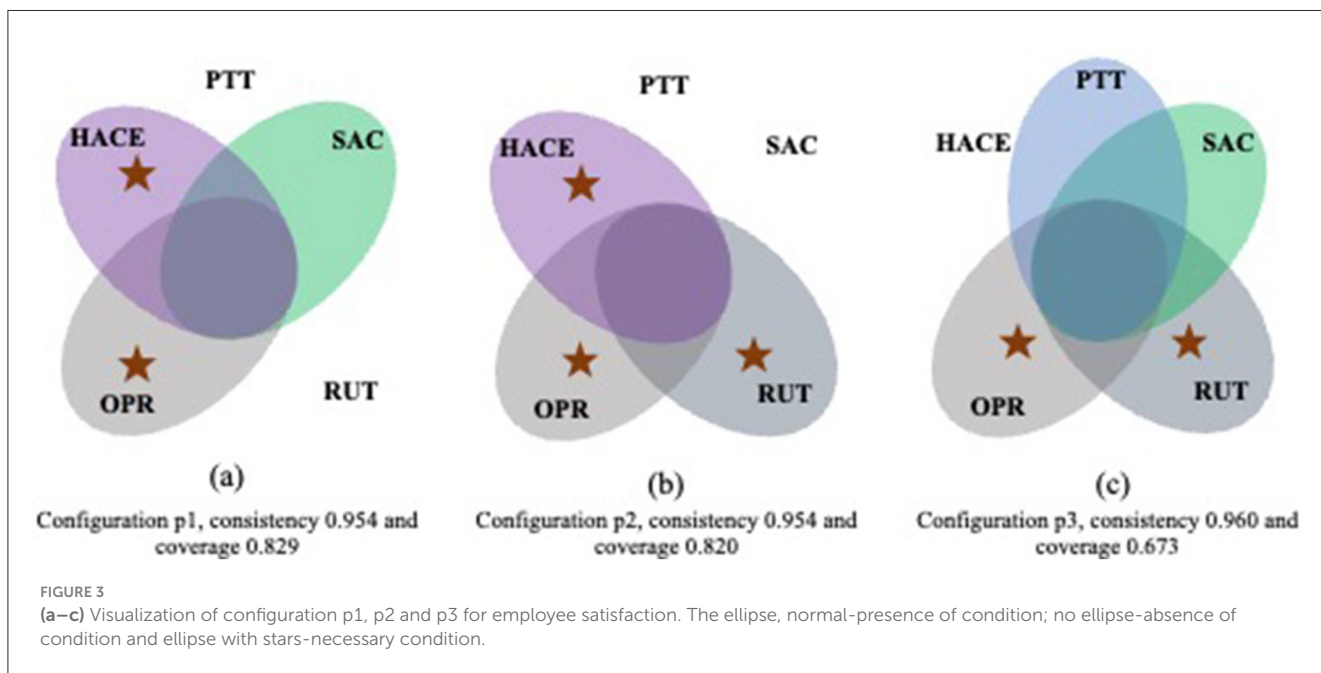 PTT
HACE
SAC
OPR
RUT
(a)
Configuration p1, consistency 0.954 and
coverage 0.829
PTT
HACE
SAC
OPR
RUT
(b)
Configuration p2, consistency 0.954 and
coverage 0.820
PTT
HACE
SAC
OPR
RUT
(c)
Configuration p3, consistency 0.960 and
coverage 0.673
FIGURE 3
(a–c) Visualization of configuration p1, p2 and p3 for employee satisfaction. The ellipse, normal-presence of condition; no ellipse-absence of
condition and ellipse with stars-necessary condition.